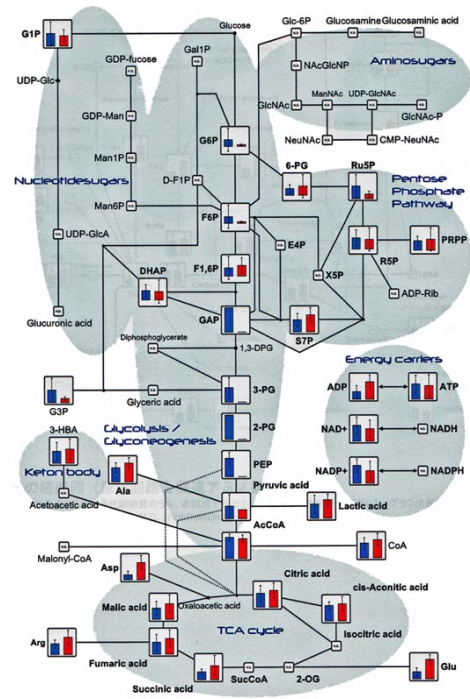 Glucose
Glc-6P
Glucosamine
Glucosaminic acid
G1P
Gal1P
GDP-fucose
NAcGlcNP
Aminosugars
UDP-Glc
ManNAc
UDP-GlcNAc
GlcNAc
GlcNAc-P
GDP-Man
G6P
NeuNAc
CMP-NeuNAc
Man1P
6-PG
Ru5P
Nucleotidesugars
D-F1P
Pentose
Phosphate
Pathway
Man6P
F6P
UDP-GlcA
E4P
R5P
PRPP
DHAP
F1,6P
X5P
ADP-Rib
Glucuronic acid
GAP
S7P
Diphosphoglycerate
1,3-DPG
Energy carriers
ADP
ATP
G3P
Glyceric acid
3-PG
3-HBA
Glycolysis /
Glyconeogenesis
2-PG
NAD+
NADH
Keton body
PEP
NADP+
NADPH
Ala
Pyruvic acid
Acetoacetic acid
Lactic acid
AcCoA
Malonyl-CoA
CoA
Asp
Citric acid
cis-Aconitic acid
Malic acid
Oxaloacetic acid
TCA cycle
Isocitric acid
Arg
Fumaric acid
Glu
SucCoA
2-OG
Succinic acid